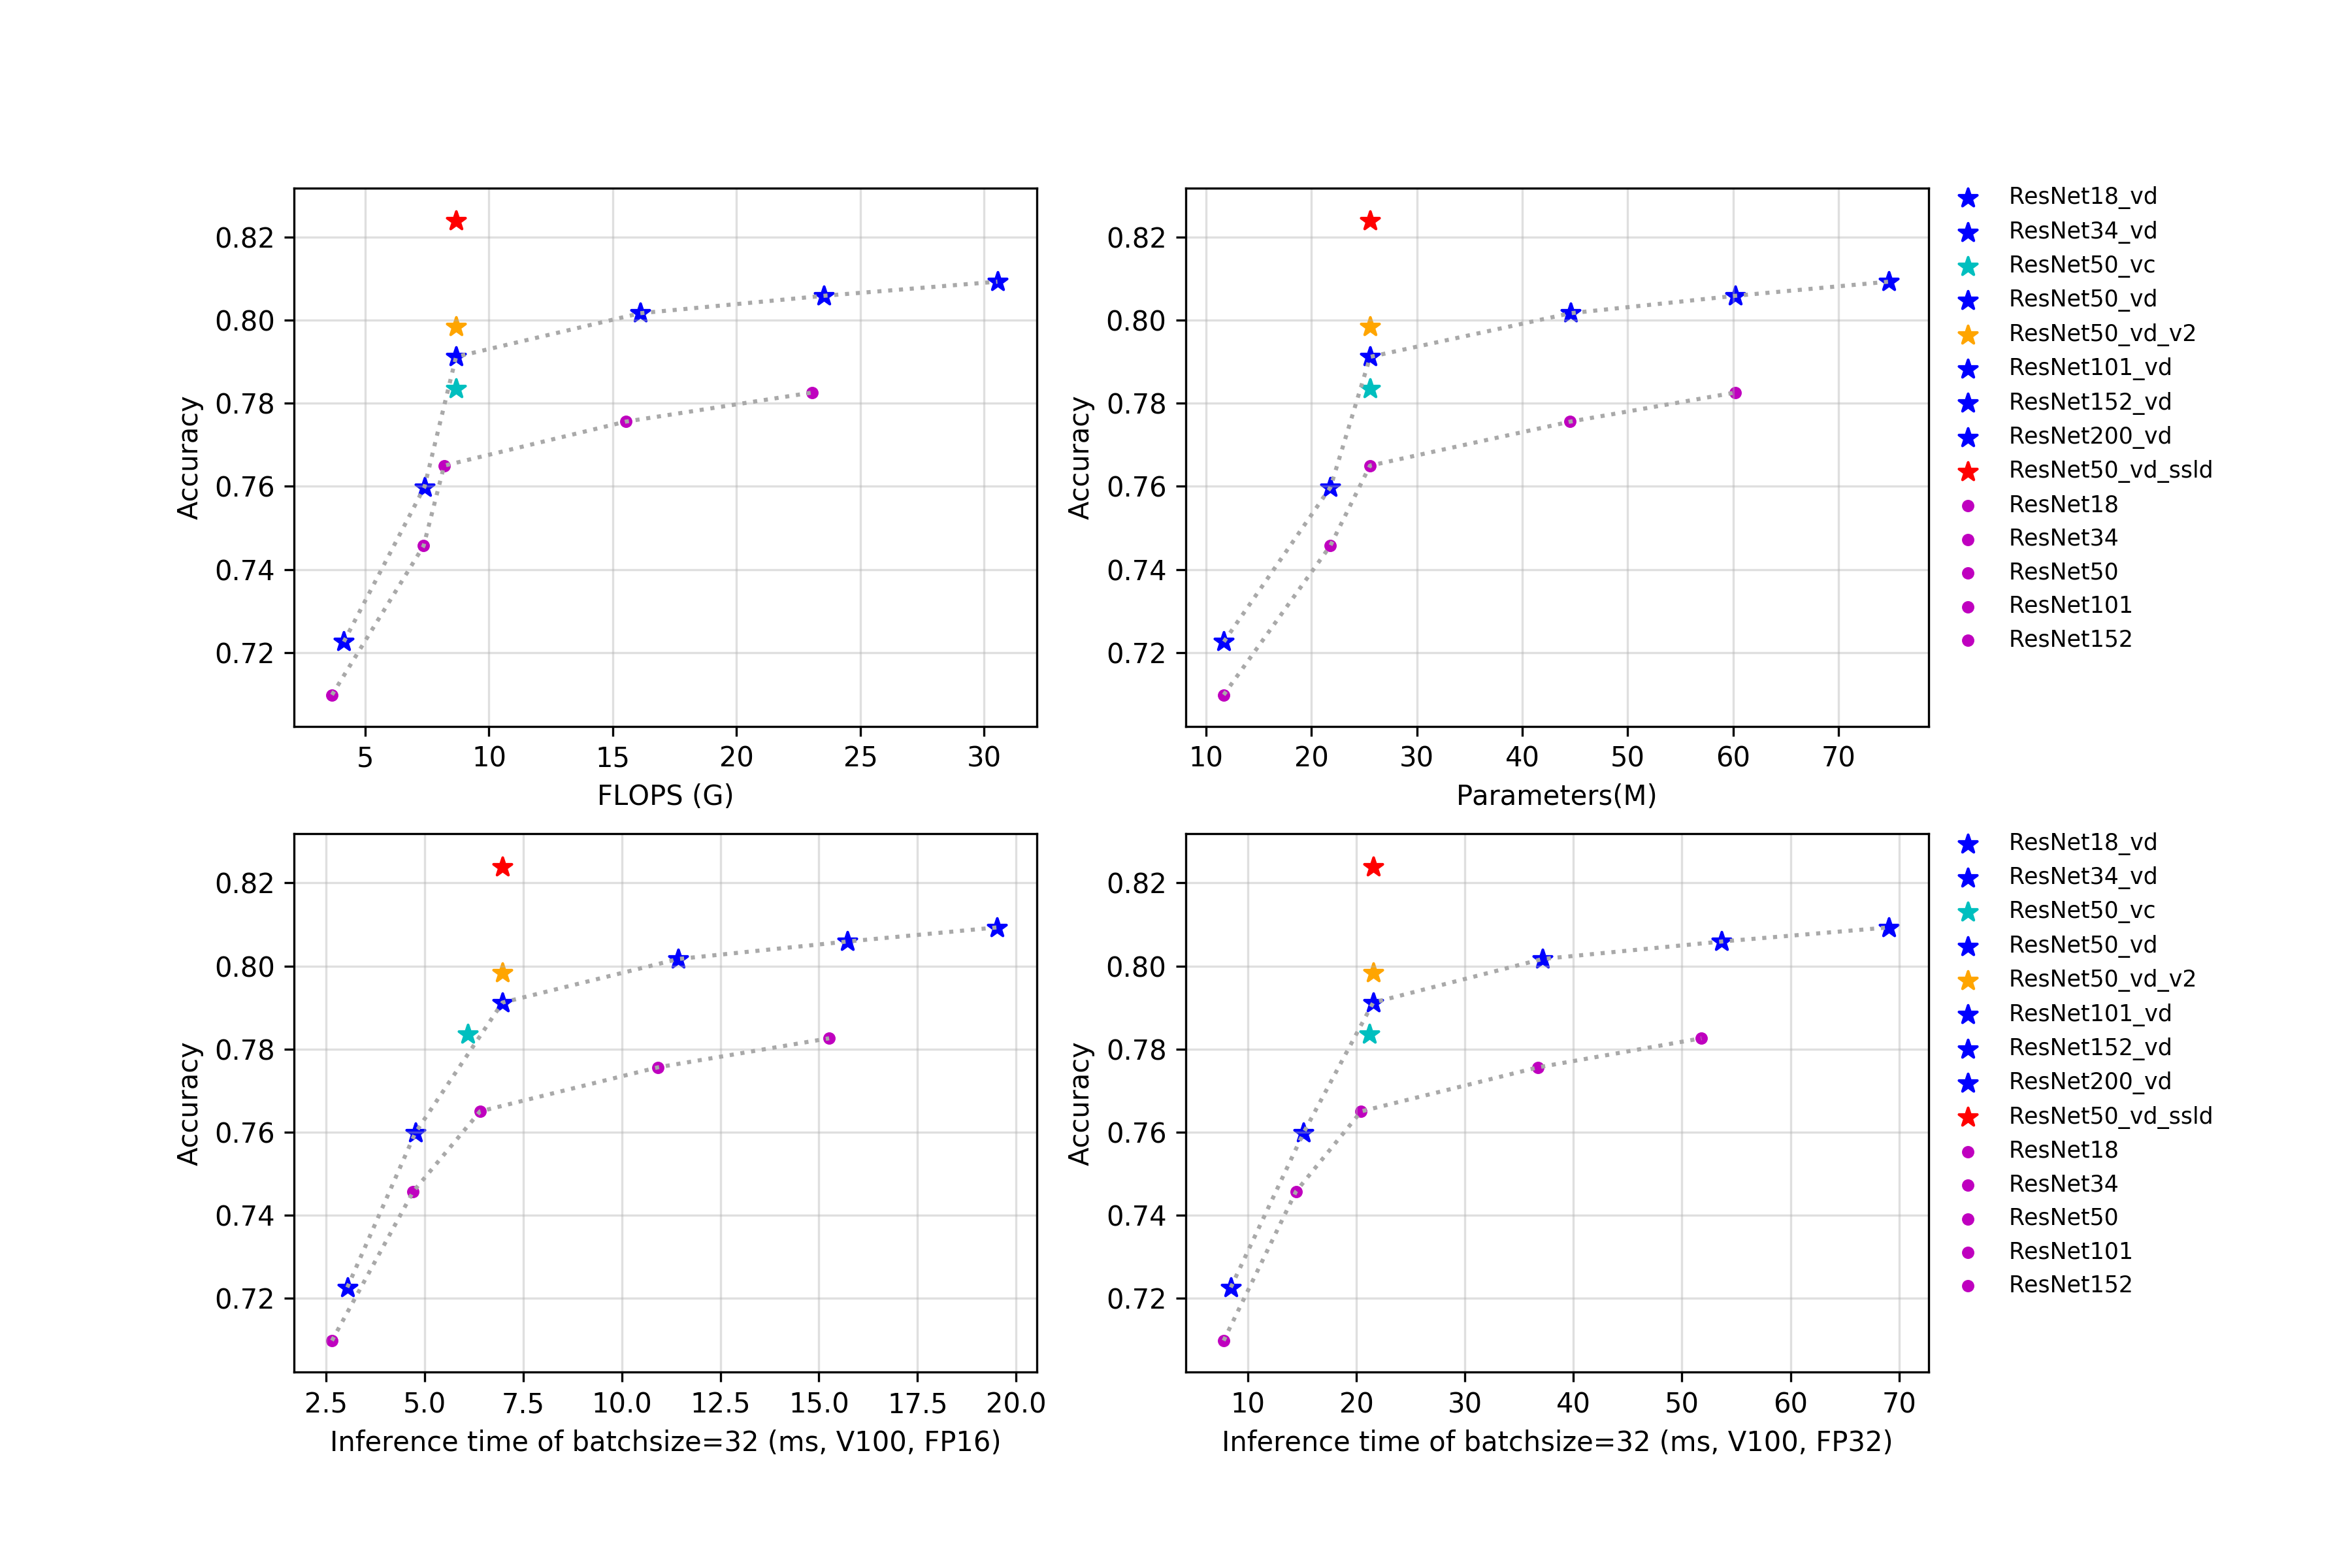 0.82
0.80
0.78
0.76
0.74
0.72
Accuracy
5 10 15 20 25 30
FLOPS (G)
0.82
0.80
0.78
0.76
0.74
0.72
Accuracy
10 20 30 40 50 60 70
Parameters(M)
ResNet18_vd
ResNet34_vd
ResNet50_vc
ResNet50_vd
ResNet50_vd_v2
ResNet101_vd
ResNet152_vd
ResNet200_vd
ResNet50_vd_ssld
ResNet18
ResNet34
ResNet50
ResNet101
ResNet152
0.82
0.80
0.78
0.76
0.74
0.72
Accuracy
2.5 5.0 7.5 10.0 12.5 15.0 17.5 20.0
Inference time of batchsize=32 (ms, V100, FP16)
0.82
0.80
0.78
0.76
0.74
0.72
Accuracy
10 20 30 40 50 60 70
Inference time of batchsize=32 (ms, V100, FP32)
ResNet18_vd
ResNet34_vd
ResNet50_vc
ResNet50_vd
ResNet50_vd_v2
ResNet101_vd
ResNet152_vd
ResNet200_vd
ResNet50_vd_ssld
ResNet18
ResNet34
ResNet50
ResNet101
ResNet152